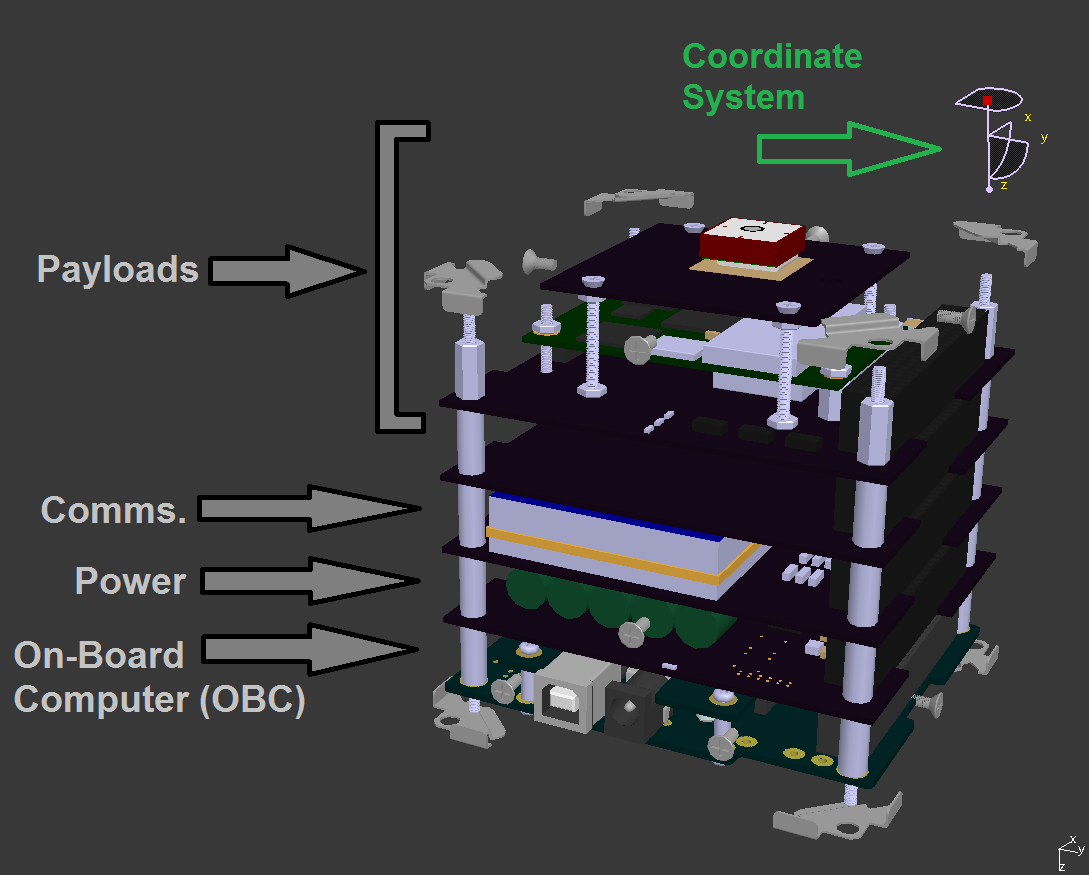 Coordinate
System
x
y
z
Payloads
Comms.
Power
On-Board
Computer (OBC)
x
y
z